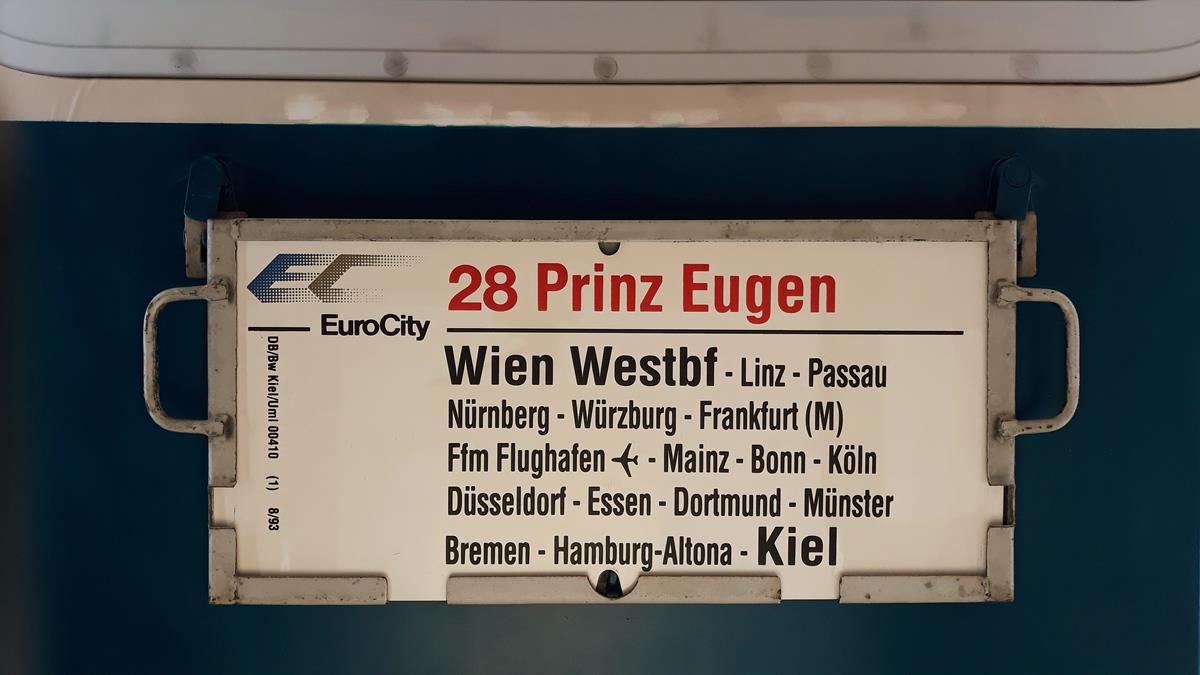 EC
EuroCity
28 Prinz Eugen
Wien Westbf - Linz - Passau
Nürnberg - Würzburg - Frankfurt (M)
Ffm Flughafen ✈ - Mainz - Bonn - Köln
Düsseldorf - Essen - Dortmund - Münster
Bremen - Hamburg-Altona - Kiel
DB/Bw Kiel/Uml 00410 (1) 8/93